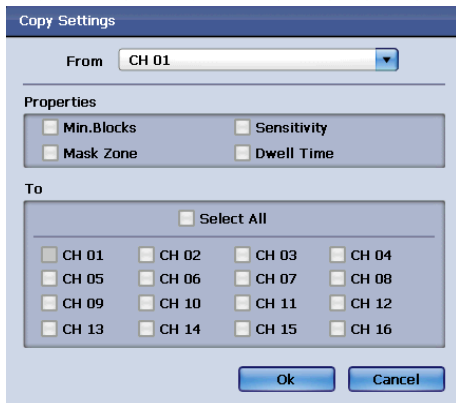 Copy Settings
From CH 01
Properties
Min.Blocks Sensitivity
Mask Zone Dwell Time
To
Select All
CH 01 CH 02 CH 03 CH 04
CH 05 CH 06 CH 07 CH 08
CH 09 CH 10 CH 11 CH 12
CH 13 CH 14 CH 15 CH 16
Ok Cancel